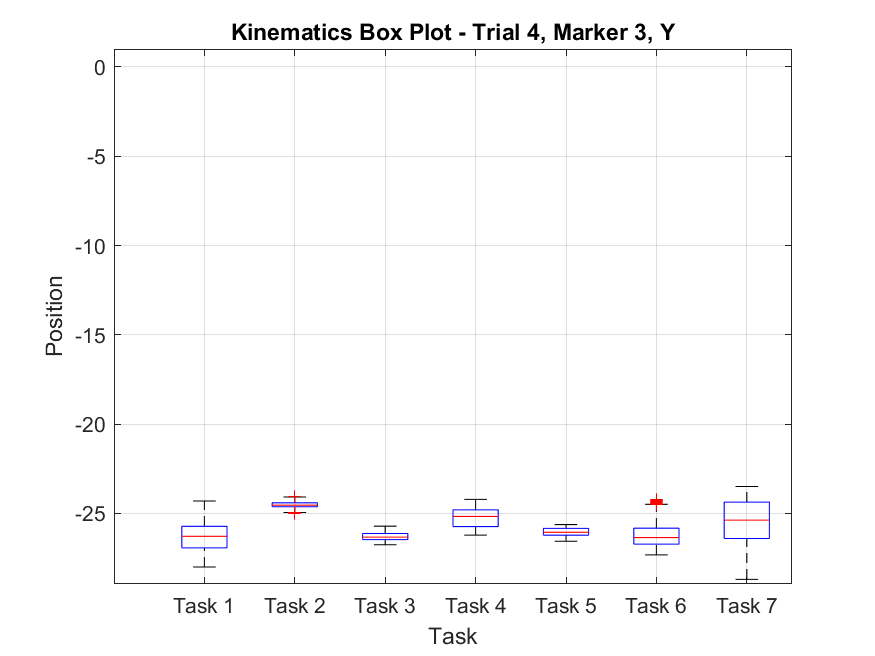 Kinematics Box Plot - Trial 4, Marker 3, Y
0
-5
-10
-15
-20
-25
Position
Task 1 Task 2 Task 3 Task 4 Task 5 Task 6 Task 7
Task